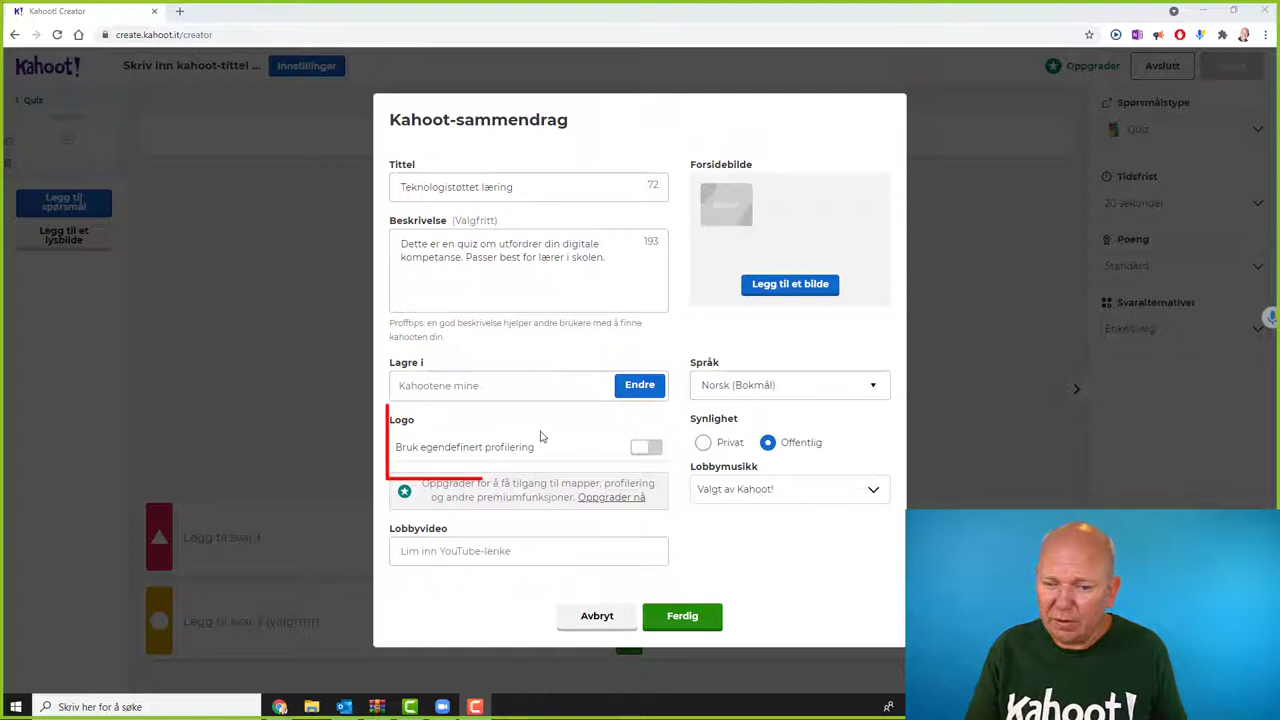 Kahoot! Creator
create.kahoot.it/creator
Kahoot!
Skriv inn kahoot-tittel ...
Innstillinger
Oppgrader
Avslutt
1 Quiz
Legg til
spørsmål
Legg til et
lysbilde
Kahoot-sammendrag
Tittel
Teknologistøttet læring
72
Beskrivelse (Valgfritt)
Dette er en quiz om utfordrer din digitale
kompetanse. Passer best for lærer i skolen.
193
Profftips: en god beskrivelse hjelper andre brukere med å finne
kahooten din.
Lagre i
Kahootene mine
Endre
Logo
Bruk egendefinert profilering
Oppgrader for å få tilgang til mapper, profilering
og andre premiumfunksjoner. Oppgrader nå
Lobbyvideo
Lim inn YouTube-lenke
Forsidebilde
Legg til et bilde
Språk
Norsk (Bokmål)
Synlighet
Privat
Offentlig
Lobbymusikk
Valgt av Kahoot!
Avbryt
Ferdig
Spørsmålstype
Quiz
Tidsfrist
20 sekunder
Poeng
Standard
Svaralternativer
Enkeltvalg
Legg til svar 1
Legg til svar 3 (valgfritt)
Kahoot!
Skriv her for å søke